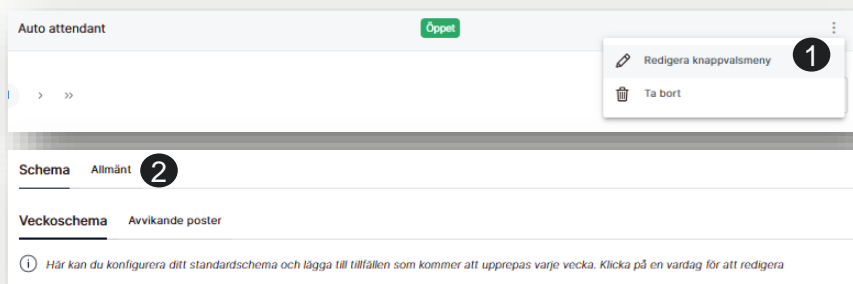 Auto attendant
Öppet
Redigera knappvalsmeny
1
Ta bort
Schema Allmänt 2
Veckoschema Avvikande poster
Här kan du konfigurera ditt standardschema och lägga till tillfällen som kommer att upprepas varje vecka. Klicka på en vardag för att redigera